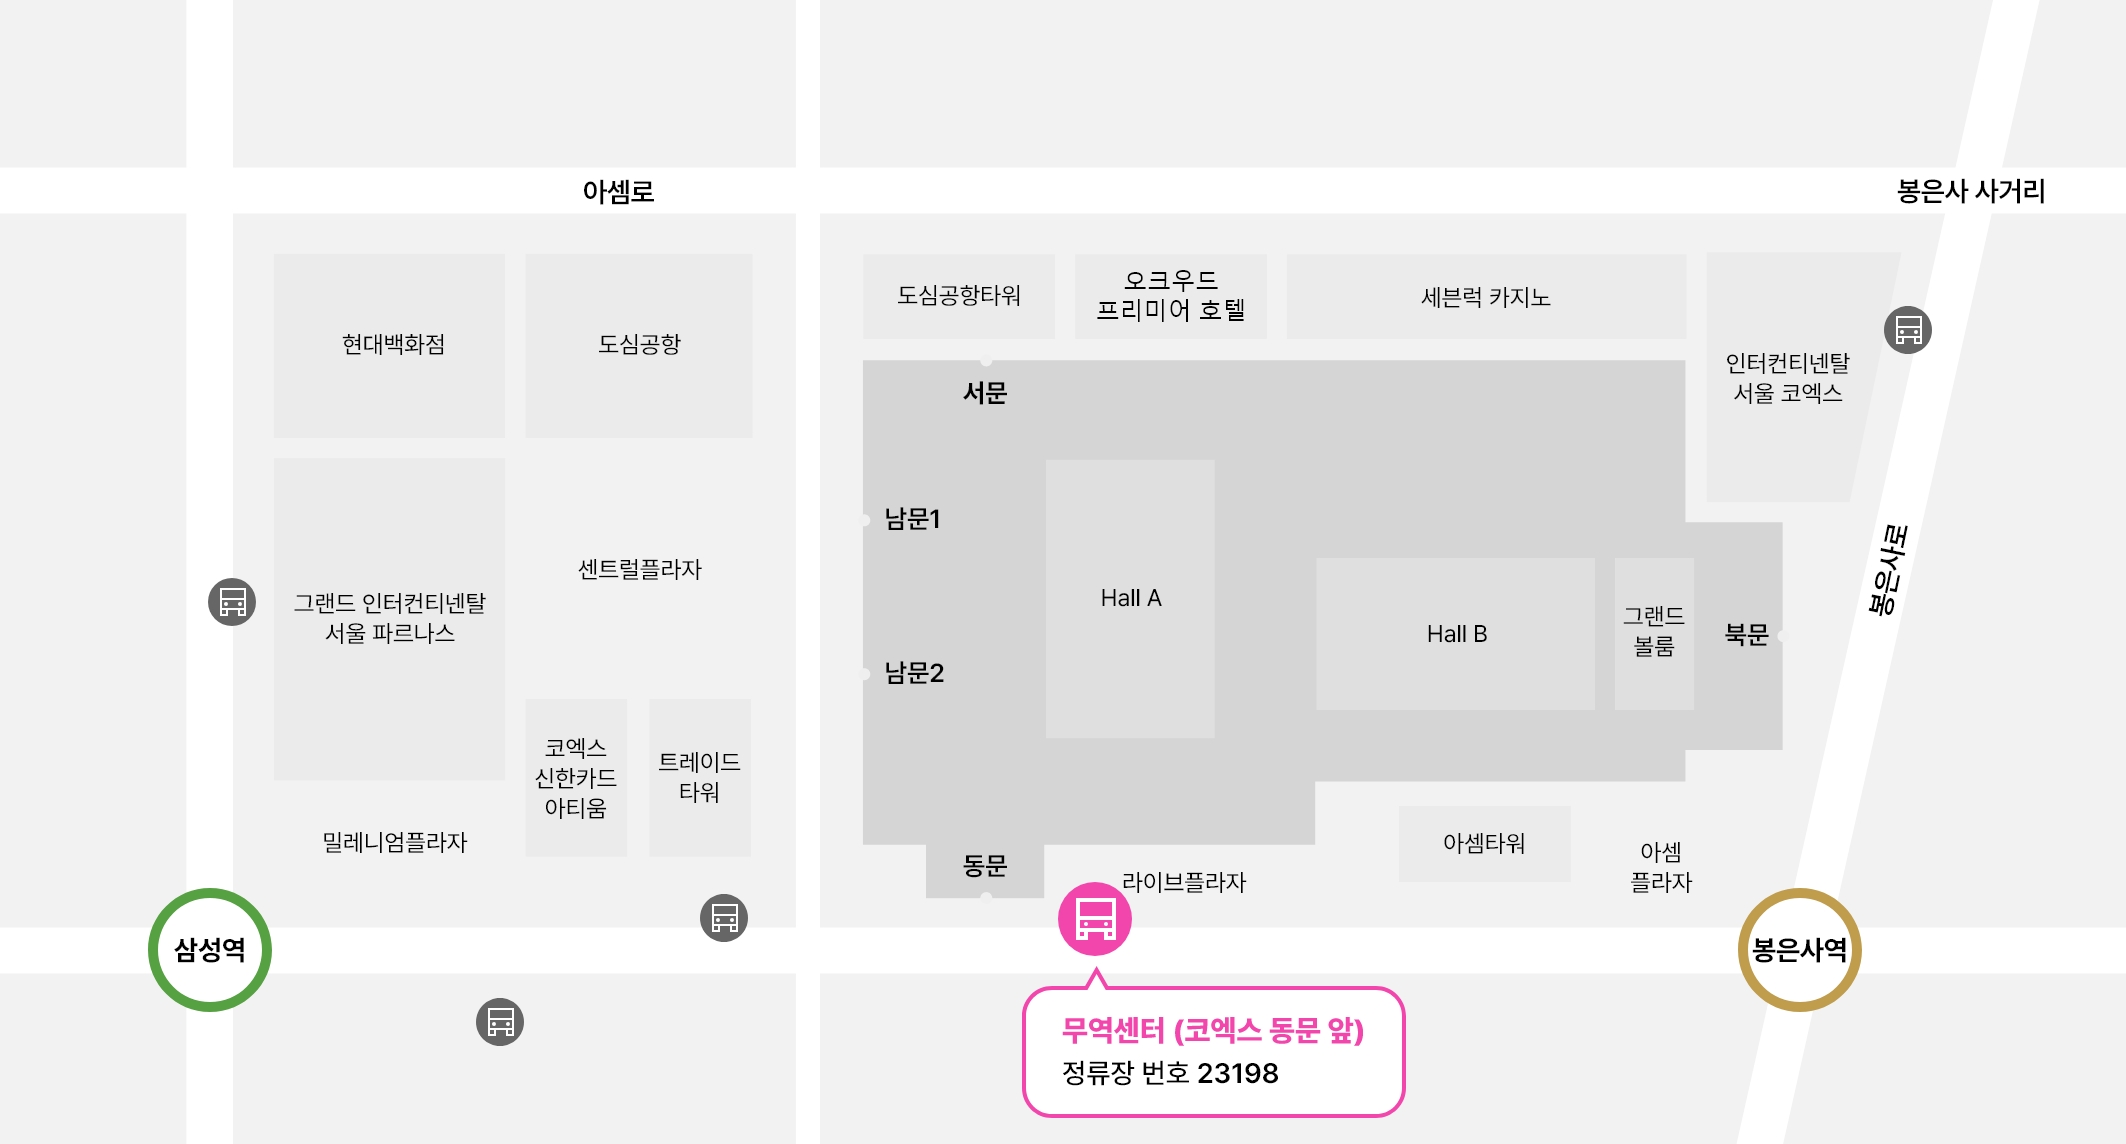 아셈로
봉은사 사거리
현대백화점
도심공항
도심공항타워
오크우드
프리미어 호텔
세븐럭 카지노
인터컨티넨탈
서울 코엑스
서문
남문1
남문2
센트럴플라자
그랜드 인터컨티넨탈
서울 파르나스
Hall A
Hall B
그랜드
볼룸
북문
봉은사로
코엑스
신한카드
아티움
트레이드
타워
밀레니엄플라자
동문
라이브플라자
아셈타워
아셈
플라자
삼성역
봉은사역
무역센터 (코엑스 동문 앞)
정류장 번호 23198